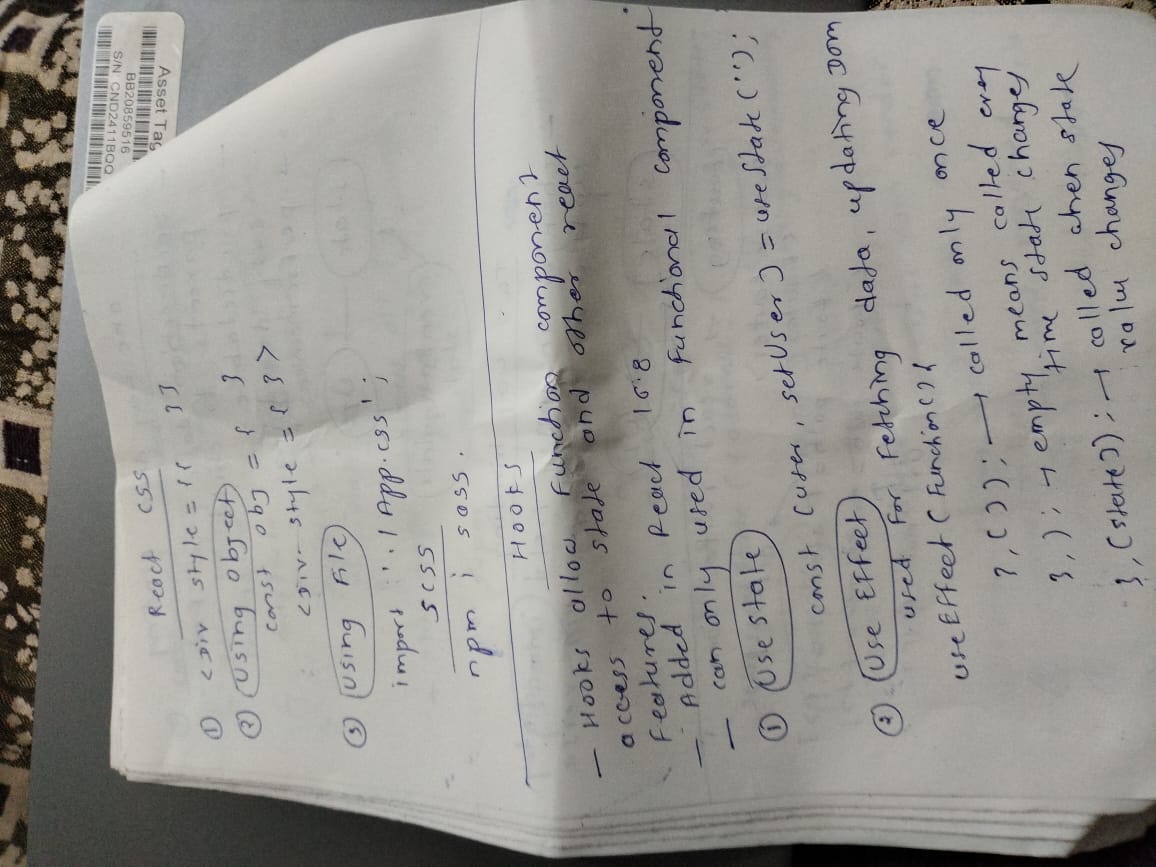 Asset Tag
BB20859516
S/N CND2411BQQ
React CSS
① <div style = {{ }}
② Using object
const obj = { }
<div style = { }>
③ Using File
import './App.css';
SCSS
npm i sass.
Hooks
- Hooks allow function component
access to state and other react
features.
- Added in React 16.8
- can only used in functional component
① Use State
const [user, setUser] = useState('');
② Use Effect
used for fetching data, updating DOM
useEffect(function(){
}, []); → called only once
}, ); → empty means called every
time state changes
}, [state]); → called when state
value changes